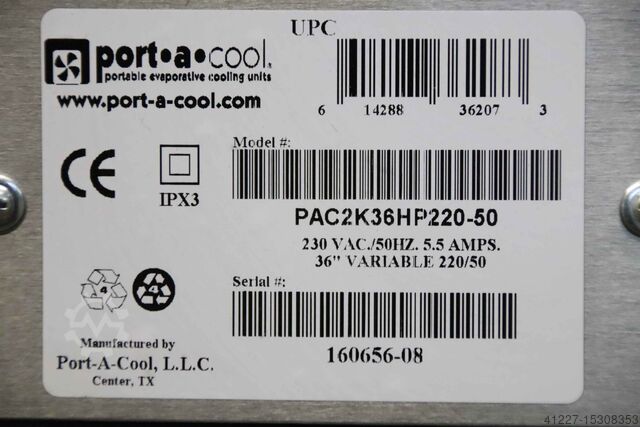 UPC
port•a•cool®
portable evaporative cooling units
www.port-a-cool.com
6 14288 36207 3
Model #:
CE
IPX3
PAC2K36HP220-50
230 VAC./50HZ. 5.5 AMPS.
36" VARIABLE 220/50
Serial #:
4 4
Manufactured by
160656-08
Port-A-Cool, L.L.C.
Center, TX
41227-15308353